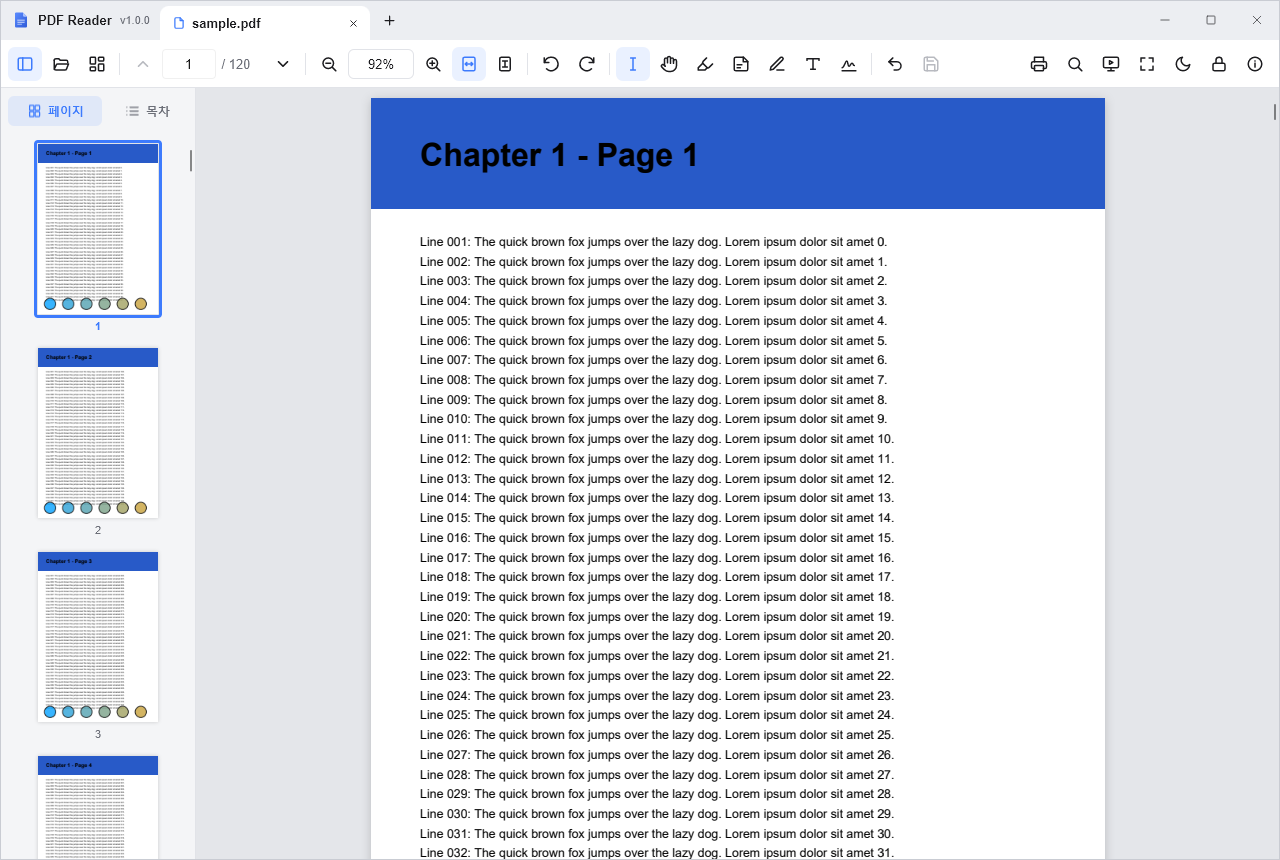 PDF Reader v1.0.0
sample.pdf
1 / 120
92%
페이지
목차
Chapter 1 - Page 1
1
Chapter 1 - Page 2
2
Chapter 1 - Page 3
3
Chapter 1 - Page 4
Chapter 1 - Page 1
Line 001: The quick brown fox jumps over the lazy dog. Lorem ipsum dolor sit amet 0.
Line 002: The quick brown fox jumps over the lazy dog. Lorem ipsum dolor sit amet 1.
Line 003: The quick brown fox jumps over the lazy dog. Lorem ipsum dolor sit amet 2.
Line 004: The quick brown fox jumps over the lazy dog. Lorem ipsum dolor sit amet 3.
Line 005: The quick brown fox jumps over the lazy dog. Lorem ipsum dolor sit amet 4.
Line 006: The quick brown fox jumps over the lazy dog. Lorem ipsum dolor sit amet 5.
Line 007: The quick brown fox jumps over the lazy dog. Lorem ipsum dolor sit amet 6.
Line 008: The quick brown fox jumps over the lazy dog. Lorem ipsum dolor sit amet 7.
Line 009: The quick brown fox jumps over the lazy dog. Lorem ipsum dolor sit amet 8.
Line 010: The quick brown fox jumps over the lazy dog. Lorem ipsum dolor sit amet 9.
Line 011: The quick brown fox jumps over the lazy dog. Lorem ipsum dolor sit amet 10.
Line 012: The quick brown fox jumps over the lazy dog. Lorem ipsum dolor sit amet 11.
Line 013: The quick brown fox jumps over the lazy dog. Lorem ipsum dolor sit amet 12.
Line 014: The quick brown fox jumps over the lazy dog. Lorem ipsum dolor sit amet 13.
Line 015: The quick brown fox jumps over the lazy dog. Lorem ipsum dolor sit amet 14.
Line 016: The quick brown fox jumps over the lazy dog. Lorem ipsum dolor sit amet 15.
Line 017: The quick brown fox jumps over the lazy dog. Lorem ipsum dolor sit amet 16.
Line 018: The quick brown fox jumps over the lazy dog. Lorem ipsum dolor sit amet 17.
Line 019: The quick brown fox jumps over the lazy dog. Lorem ipsum dolor sit amet 18.
Line 020: The quick brown fox jumps over the lazy dog. Lorem ipsum dolor sit amet 19.
Line 021: The quick brown fox jumps over the lazy dog. Lorem ipsum dolor sit amet 20.
Line 022: The quick brown fox jumps over the lazy dog. Lorem ipsum dolor sit amet 21.
Line 023: The quick brown fox jumps over the lazy dog. Lorem ipsum dolor sit amet 22.
Line 024: The quick brown fox jumps over the lazy dog. Lorem ipsum dolor sit amet 23.
Line 025: The quick brown fox jumps over the lazy dog. Lorem ipsum dolor sit amet 24.
Line 026: The quick brown fox jumps over the lazy dog. Lorem ipsum dolor sit amet 25.
Line 027: The quick brown fox jumps over the lazy dog. Lorem ipsum dolor sit amet 26.
Line 028: The quick brown fox jumps over the lazy dog. Lorem ipsum dolor sit amet 27.
Line 029: The quick brown fox jumps over the lazy dog. Lorem ipsum dolor sit amet 28.
Line 030: The quick brown fox jumps over the lazy dog. Lorem ipsum dolor sit amet 29.
Line 031: The quick brown fox jumps over the lazy dog. Lorem ipsum dolor sit amet 30.
Line 032: The quick brown fox jumps over the lazy dog. Lorem ipsum dolor sit amet 31.